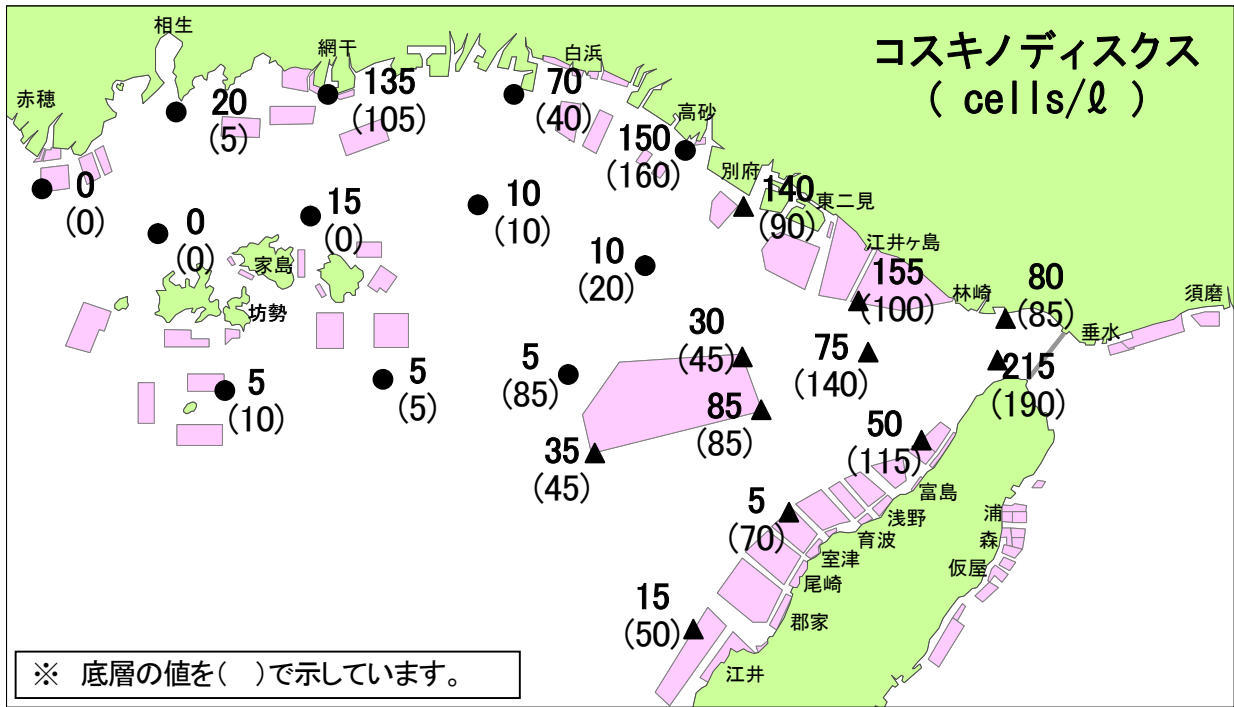 コスキノディスクス
( cells/ℓ )
相生
網干
白浜
赤穂
高砂
別府
東二見
江井ヶ島
林崎
垂水
須磨
家島
坊勢
富島
浅野
育波
室津
尾崎
郡家
江井
浦
森
仮屋
20
(5)
135
(105)
70
(40)
150
(160)
0
(0)
0
(0)
15
(0)
10
(10)
10
(20)
140
(90)
155
(100)
80
(85)
215
(190)
30
(45)
75
(140)
5
(10)
5
(5)
5
(85)
85
(85)
35
(45)
50
(115)
5
(70)
15
(50)
※ 底層の値を( )で示しています。